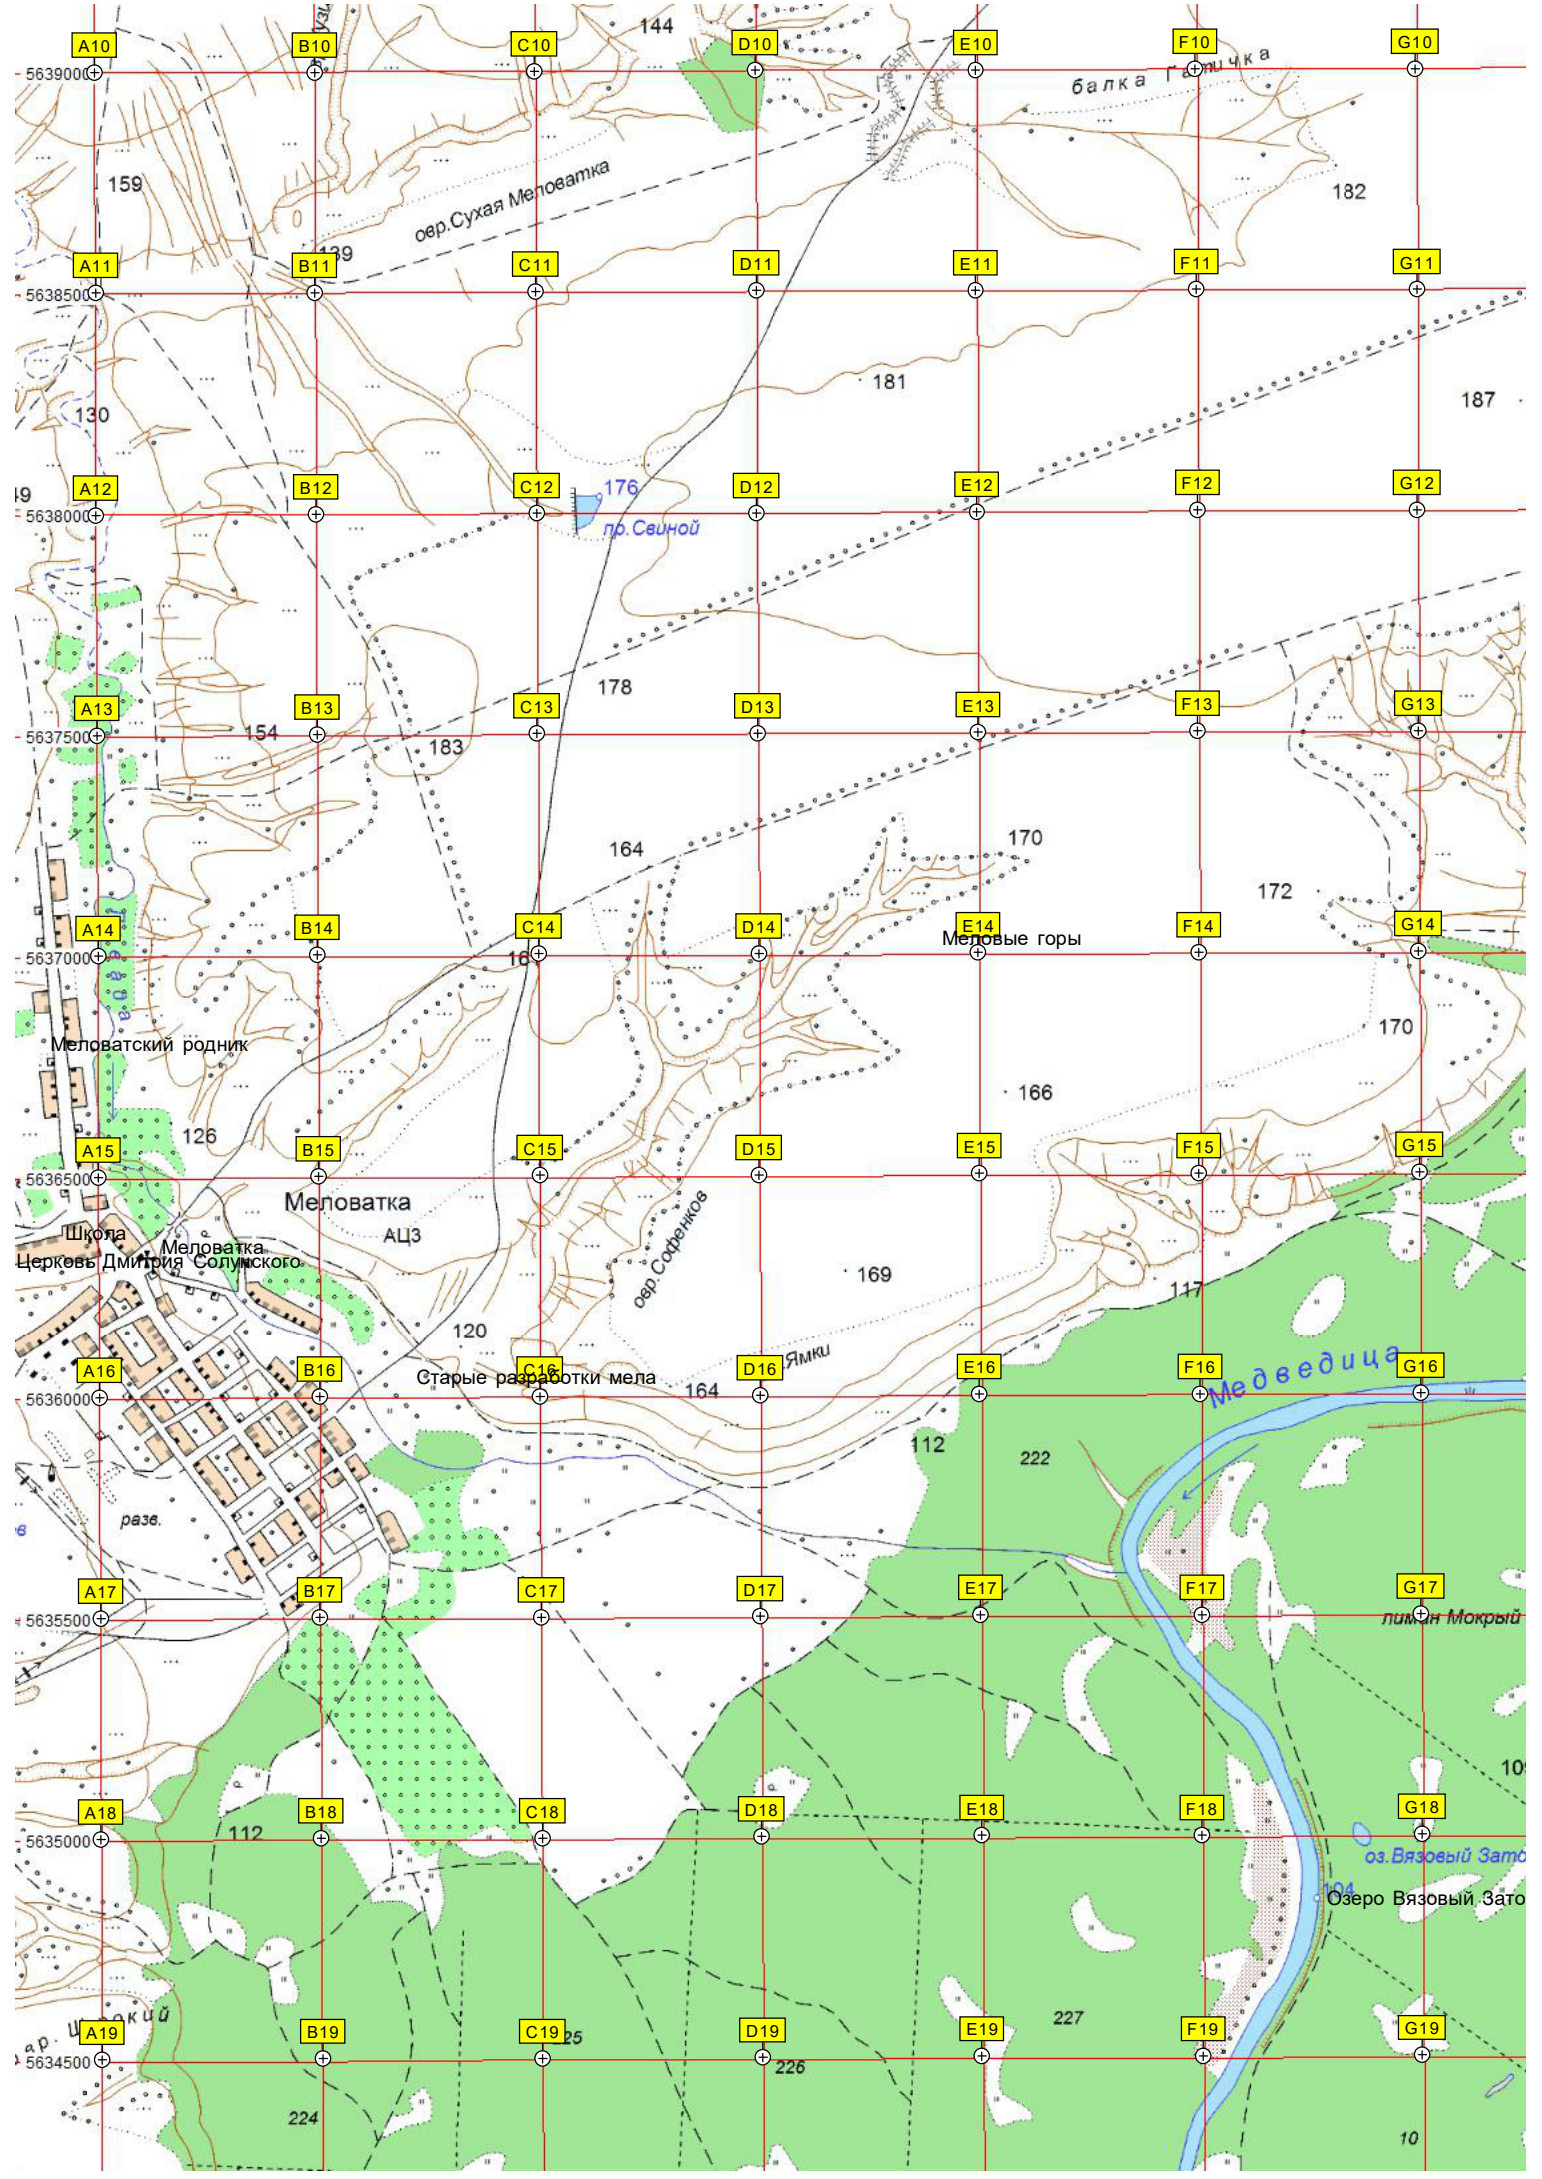 144
A10
B10
C10
D10
E10
F10
G10
5639000
балка Гатичка
159
182
овр.Сухая Меловатка
139
A11
B11
C11
D11
E11
F11
G11
5638500
181
187
130
A12
B12
C12
D12
E12
F12
G12
49
176
5638000
пр.Свиной
178
A13
B13
C13
D13
E13
F13
G13
154
183
5637500
164
170
172
A14
B14
C14
D14
E14
F14
G14
Меловые горы
5637000
16
170
Меловатский родник
166
126
A15
B15
C15
D15
E15
F15
G15
5636500
Меловатка
АЦЗ
овр.Софенков
Школа
Меловатка
Церковь Дмитрия Солунского
169
117
120
Ямки
Медведица
A16
B16
C16
D16
E16
F16
G16
Старые разработки мела
164
5636000
112
222
разв.
A17
B17
C17
D17
E17
F17
G17
5635500
лиман Мокрый
109
A18
B18
C18
D18
E18
F18
G18
112
5635000
оз.Вязовый Зато
104
Озеро Вязовый Зато
227
A19
B19
C19
D19
E19
F19
G19
25
5634500
226
224
10